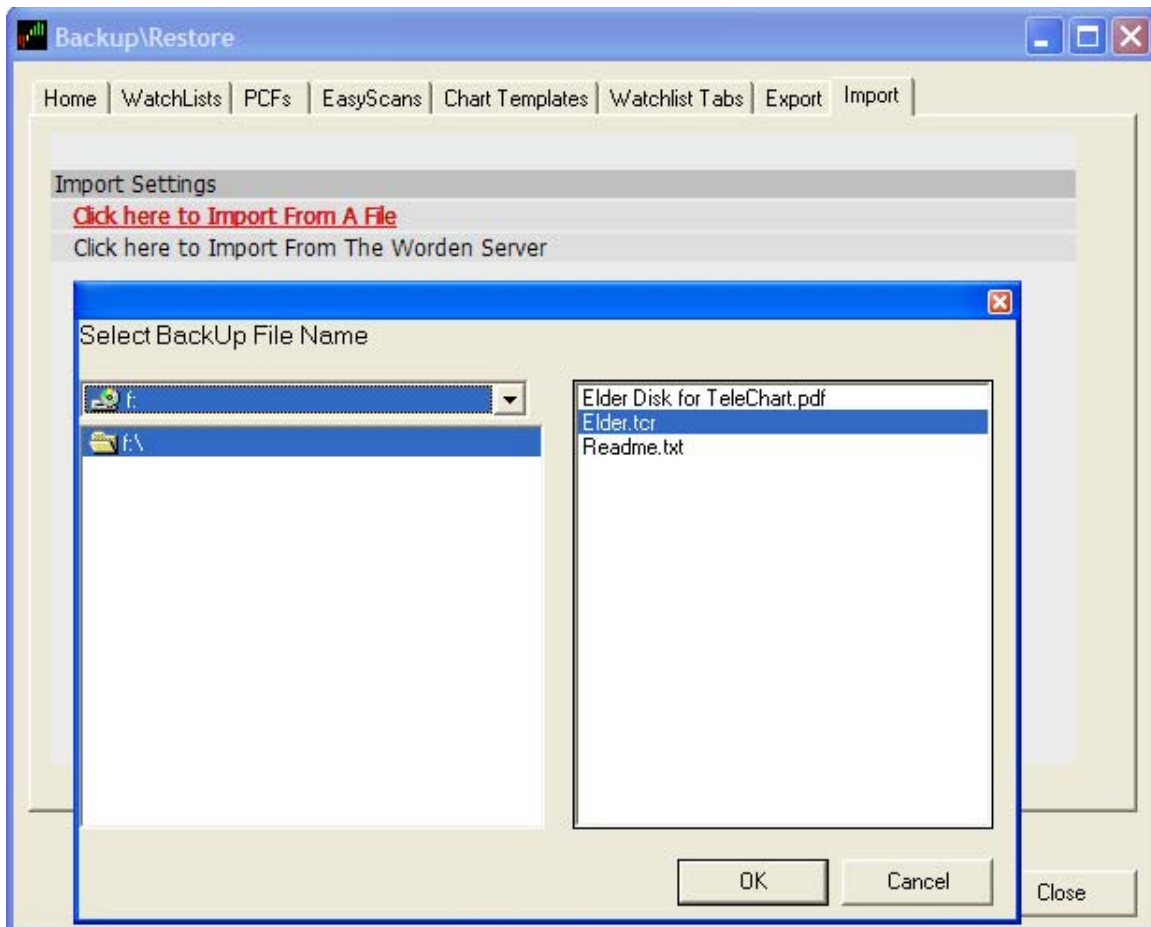 Backup\Restore
Home WatchLists PCFs EasyScans Chart Templates Watchlist Tabs Export Import
Import Settings
Click here to Import From A File
Click here to Import From The Worden Server
Select BackUp File Name
f:
f:\
Elder Disk for TeleChart.pdf
Elder.tcr
Readme.txt
OK
Cancel
Close